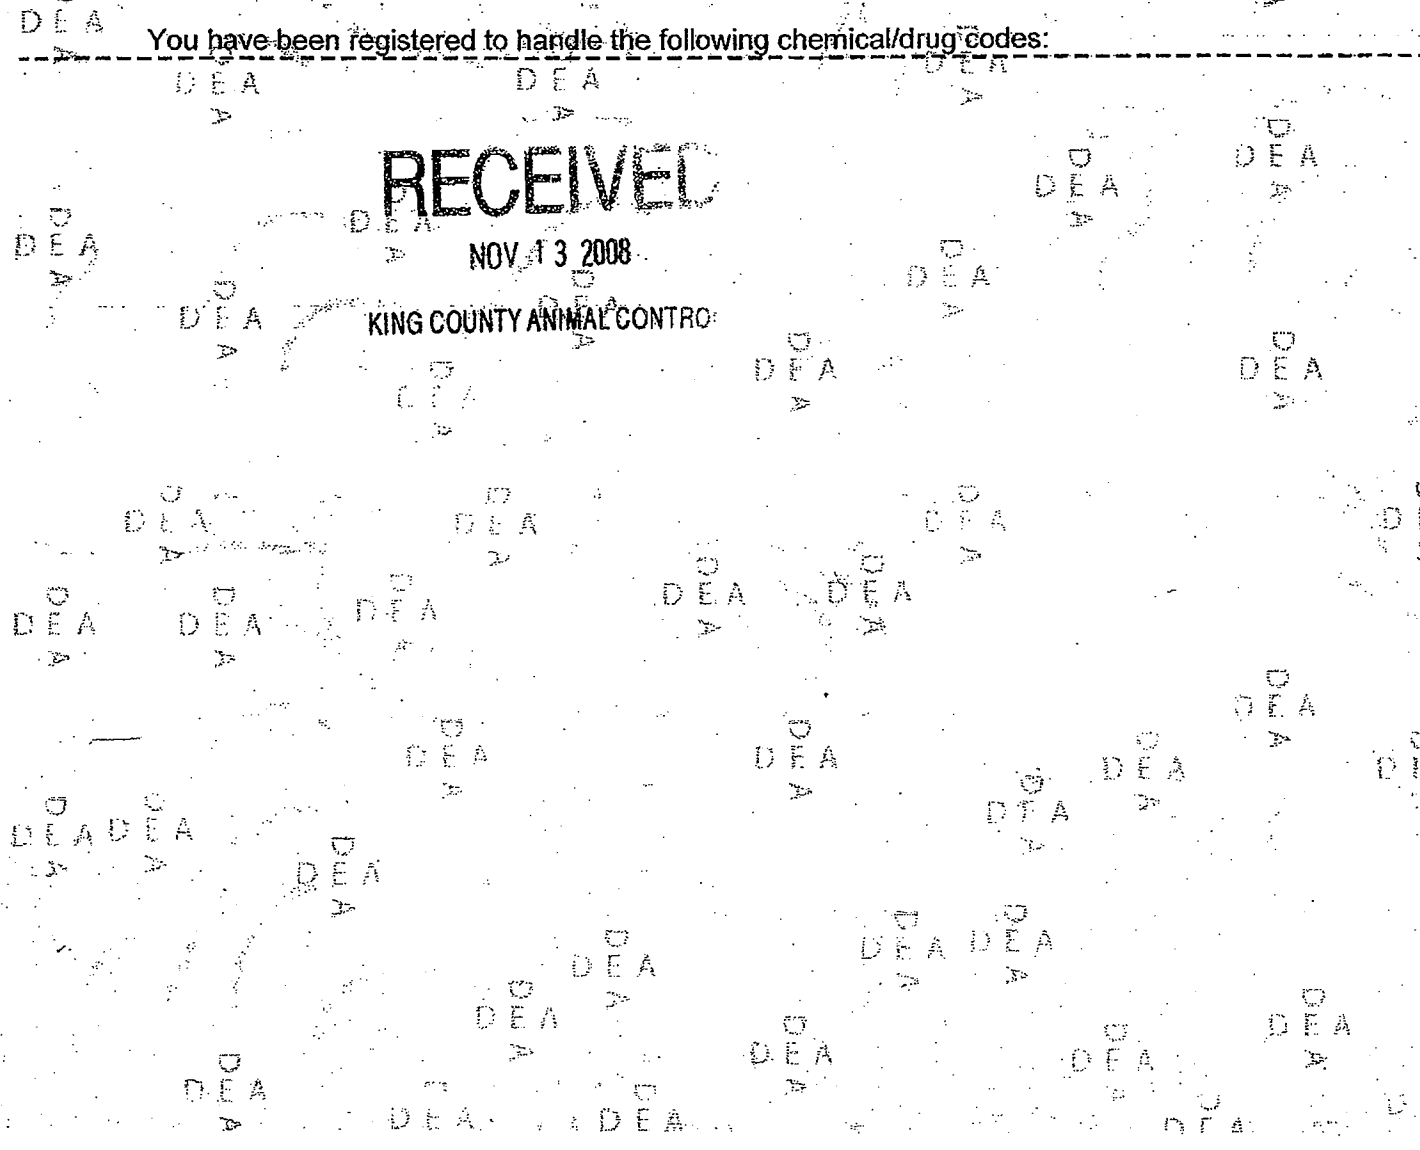 You have been registered to handle the following chemical/drug codes:
RECEIVED
NOV 13 2008
KING COUNTY ANIMAL CONTRO
DEA